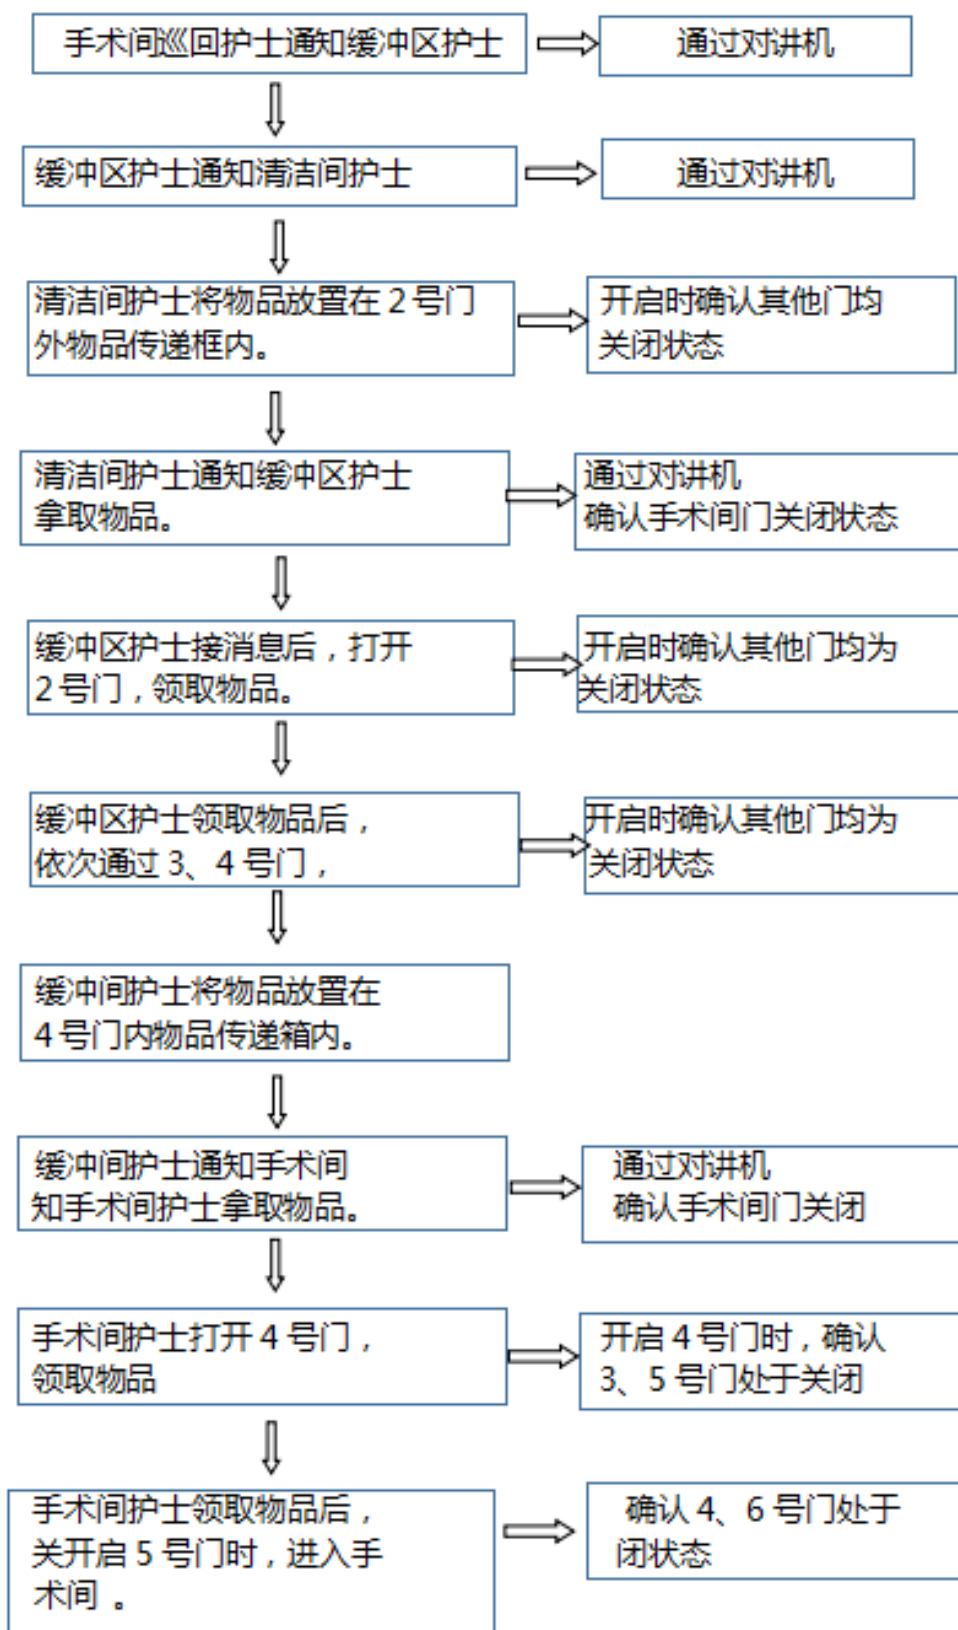 手术间巡回护士通知缓冲区护士
通过对讲机
缓冲区护士通知清洁间护士
通过对讲机
清洁间护士将物品放置在 2 号门
外物品传递框内。
开启时确认其他门均
关闭状态
清洁间护士通知缓冲区护士
拿取物品。
通过对讲机
确认手术间门关闭状态
缓冲区护士接消息后，打开
2 号门，领取物品。
开启时确认其他门均为
关闭状态
缓冲区护士领取物品后，
依次通过 3、4 号门，
开启时确认其他门均为
关闭状态
缓冲间护士将物品放置在
4 号门内物品传递箱内。
缓冲间护士通知手术间
知手术间护士拿取物品。
通过对讲机
确认手术间门关闭
手术间护士打开 4 号门，
领取物品
开启 4 号门时，确认
3、5 号门处于关闭
手术间护士领取物品后，
关开启 5 号门时，进入手
术间 。
确认 4、6 号门处于
闭状态